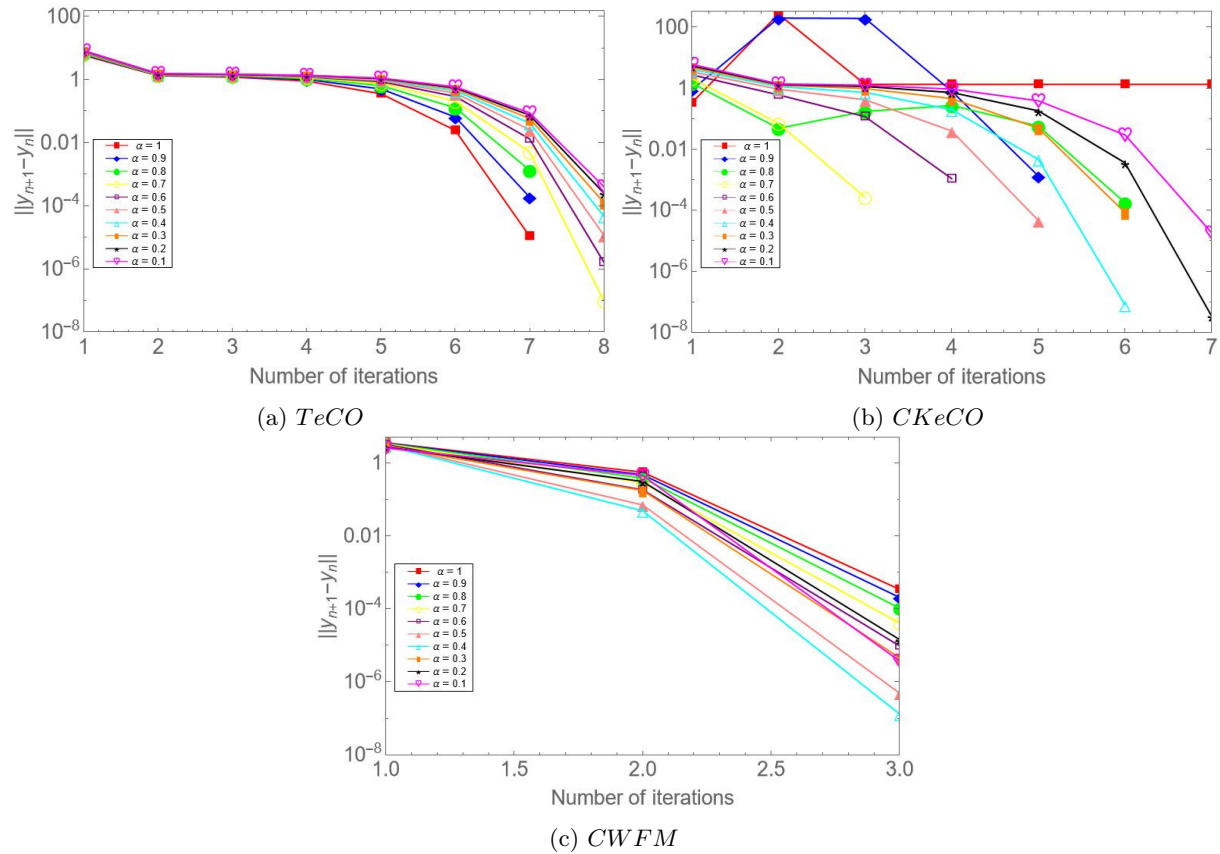 100
1
0.01
10^-4
10^-6
10^-8
||y_{n+1}-y_n||
α = 1
α = 0.9
α = 0.8
α = 0.7
α = 0.6
α = 0.5
α = 0.4
α = 0.3
α = 0.2
α = 0.1
1 2 3 4 5 6 7 8
Number of iterations
(a) TeCO
100
1
0.01
10^-4
10^-6
10^-8
||y_{n+1}-y_n||
α = 1
α = 0.9
α = 0.8
α = 0.7
α = 0.6
α = 0.5
α = 0.4
α = 0.3
α = 0.2
α = 0.1
1 2 3 4 5 6 7
Number of iterations
(b) CKeCO
1
0.01
10^-4
10^-6
10^-8
||y_{n+1}-y_n||
α = 1
α = 0.9
α = 0.8
α = 0.7
α = 0.6
α = 0.5
α = 0.4
α = 0.3
α = 0.2
α = 0.1
1.0 1.5 2.0 2.5 3.0
Number of iterations
(c) CWFM